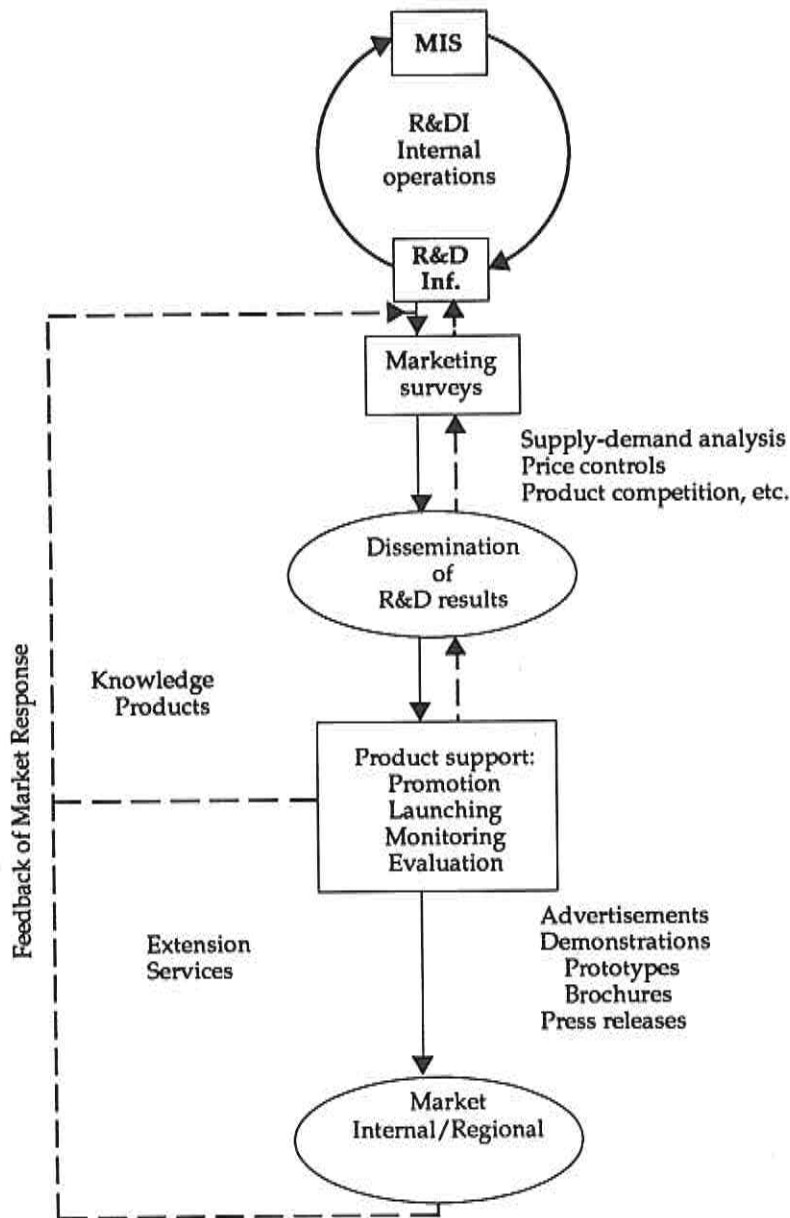 MIS
R&DI
Internal
operations
R&D
Inf.
Marketing
surveys
Supply-demand analysis
Price controls
Product competition, etc.
Dissemination
of
R&D results
Knowledge
Products
Feedback of Market Response
Product support:
Promotion
Launching
Monitoring
Evaluation
Extension
Services
Advertisements
Demonstrations
Prototypes
Brochures
Press releases
Market
Internal/Regional